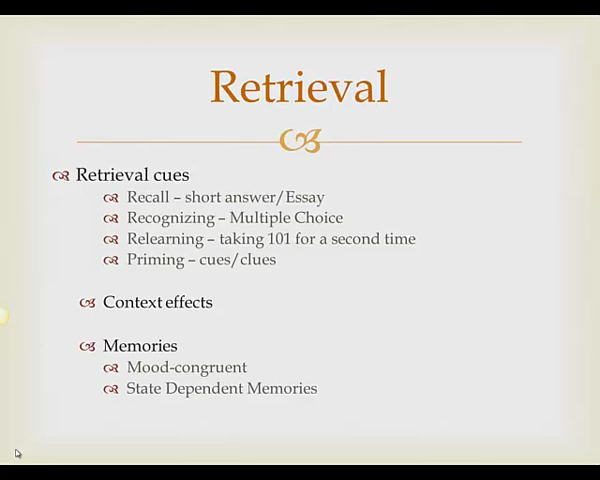 Retrieval
Retrieval cues
Recall – short answer/Essay
Recognizing – Multiple Choice
Relearning – taking 101 for a second time
Priming – cues/clues
Context effects
Memories
Mood-congruent
State Dependent Memories